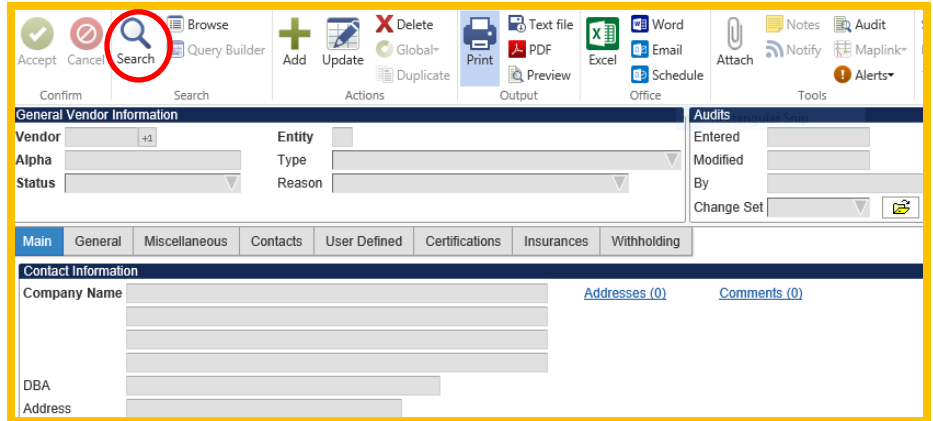 Browse
Delete
Text file
Word
Notes
Audit
Query Builder
Global
PDF
Email
Notify
Maplink
Accept
Cancel
Search
Add
Update
Duplicate
Print
Preview
Excel
Schedule
Attach
Alerts
Confirm
Search
Actions
Output
Office
Tools
General Vendor Information
Audits
Vendor +1
Entity
Entered
Alpha
Type
Modified
Status
Reason
By
Change Set
Main General Miscellaneous Contacts User Defined Certifications Insurances Withholding
Contact Information
Company Name
Addresses (0)
Comments (0)
DBA
Address